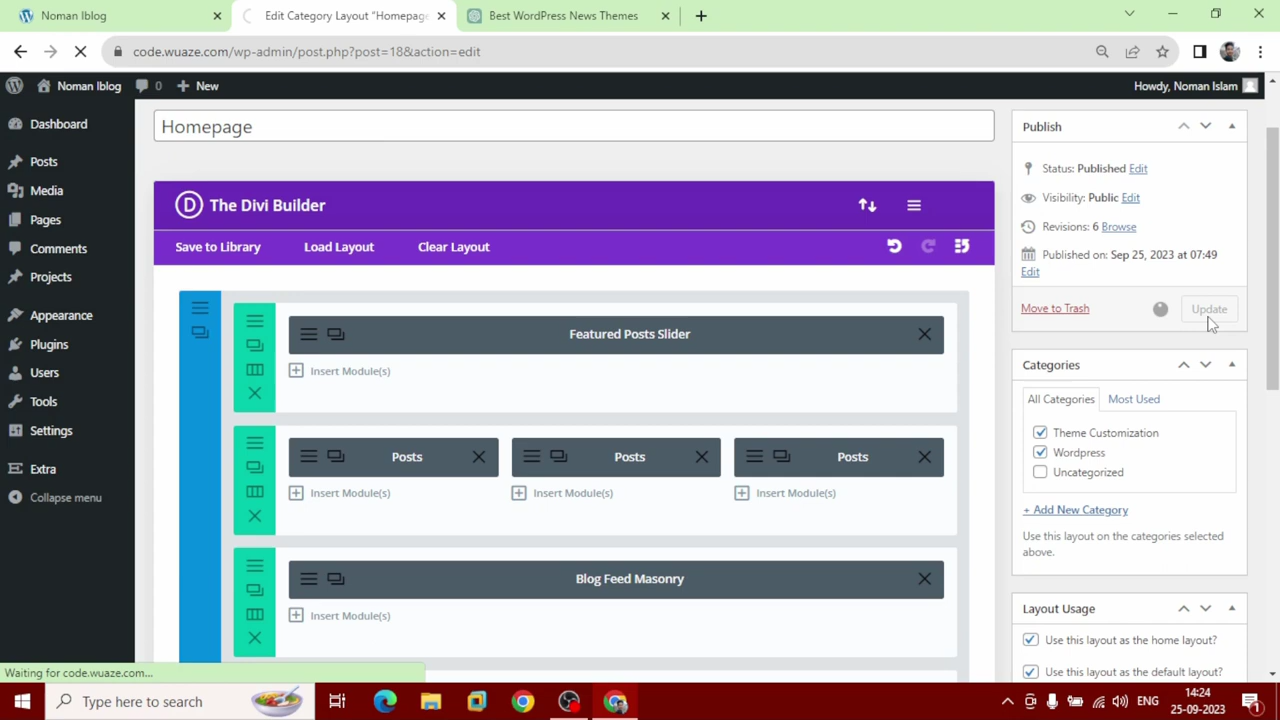 Noman Iblog
Edit Category Layout “Homepage
Best WordPress News Themes
code.wuaze.com/wp-admin/post.php?post=18&action=edit
Noman Iblog
0
New
Howdy, Noman Islam
Dashboard
Posts
Media
Pages
Comments
Projects
Appearance
Plugins
Users
Tools
Settings
Extra
Collapse menu
Homepage
D The Divi Builder
Save to Library
Load Layout
Clear Layout
Featured Posts Slider
Insert Module(s)
Posts
Posts
Posts
Insert Module(s)
Insert Module(s)
Insert Module(s)
Blog Feed Masonry
Insert Module(s)
Publish
Status: Published Edit
Visibility: Public Edit
Revisions: 6 Browse
Published on: Sep 25, 2023 at 07:49
Edit
Move to Trash
Update
Categories
All Categories
Most Used
Theme Customization
Wordpress
Uncategorized
+ Add New Category
Use this layout on the categories selected
above.
Layout Usage
Use this layout as the home layout?
Use this layout as the default layout?
Waiting for code.wuaze.com...
Type here to search
ENG
14:24
25-09-2023
1